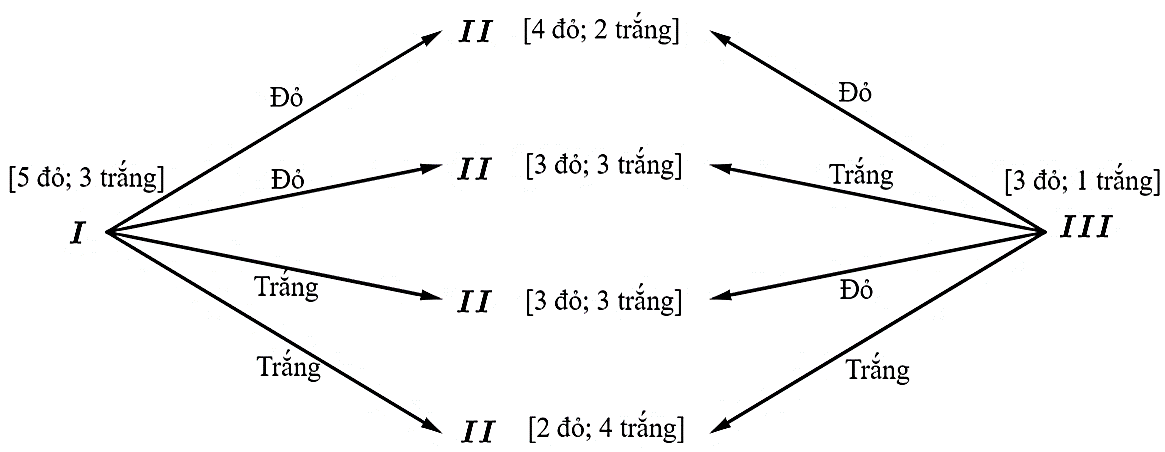 II [4 đỏ; 2 trắng]
Đỏ Đỏ
[5 đỏ; 3 trắng] Đỏ II [3 đỏ; 3 trắng] Trắng [3 đỏ; 1 trắng]
I III
Trắng II [3 đỏ; 3 trắng] Đỏ
Trắng Trắng
II [2 đỏ; 4 trắng]